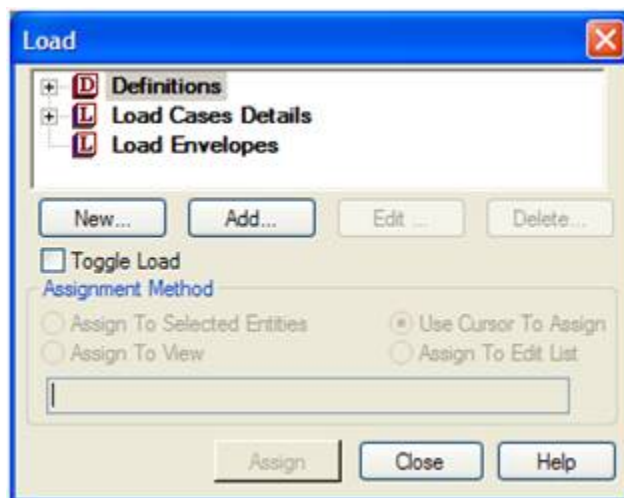 Load
D Definitions
L Load Cases Details
L Load Envelopes
New... Add... Edit ... Delete...
Toggle Load
Assignment Method
Assign To Selected Entities Use Cursor To Assign
Assign To View Assign To Edit List
Assign Close Help